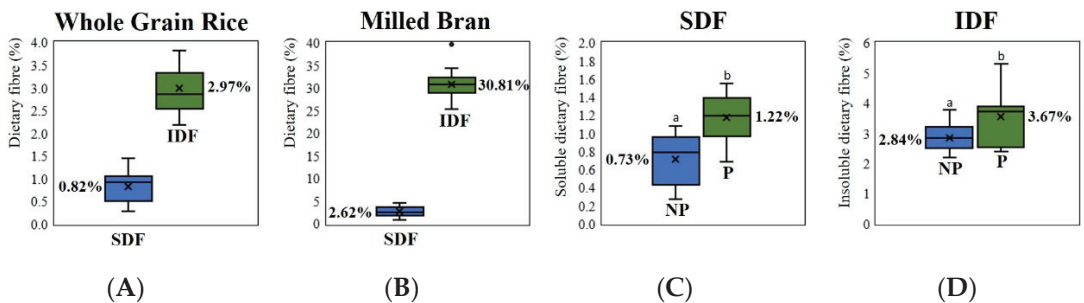 Whole Grain Rice
Dietary fibre (%)
4.0
3.5
3.0
2.5
2.0
1.5
1.0
0.5
0.0
0.82%
SDF
2.97%
IDF
(A)
Milled Bran
Dietary fibre (%)
40
35
30
25
20
15
10
5
0
2.62%
SDF
30.81%
IDF
(B)
SDF
Soluble dietary fibre (%)
2.0
1.8
1.6
1.4
1.2
1.0
0.8
0.6
0.4
0.2
0.0
a
0.73%
NP
b
1.22%
P
(C)
IDF
Insoluble dietary fibre (%)
6
5
4
3
2
1
0
a
2.84%
NP
b
3.67%
P
(D)